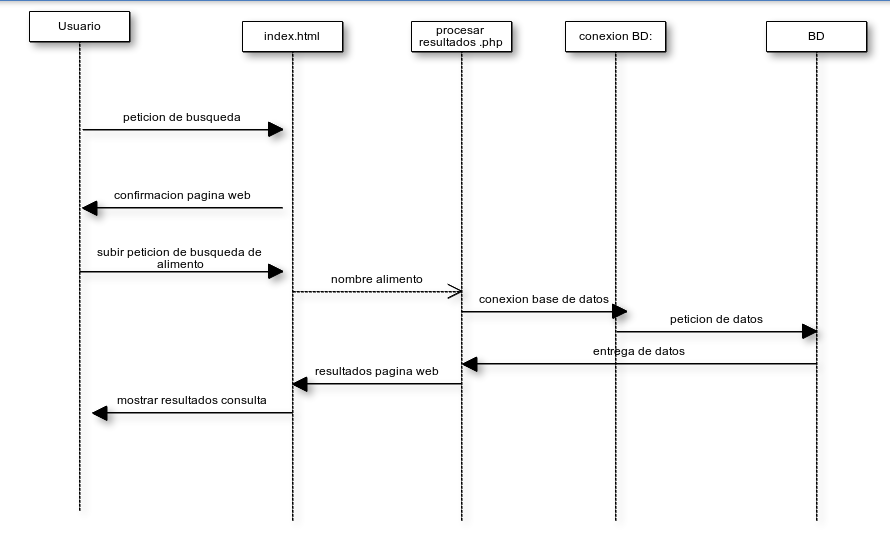 Usuario
index.html
procesar
resultados .php
conexion BD:
BD
peticion de busqueda
confirmacion pagina web
subir peticion de busqueda de
alimento
nombre alimento
conexion base de datos
peticion de datos
entrega de datos
resultados pagina web
mostrar resultados consulta